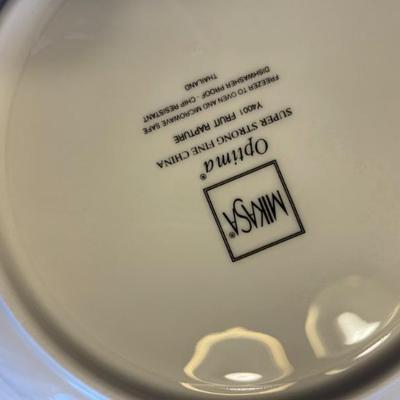 MIKASA®
Optima®
SUPER STRONG FINE CHINA
Y4001 FRUIT RAPTURE
FREEZER TO OVEN AND MICROWAVE SAFE
DISHWASHER PROOF - CHIP RESISTANT
THAILAND